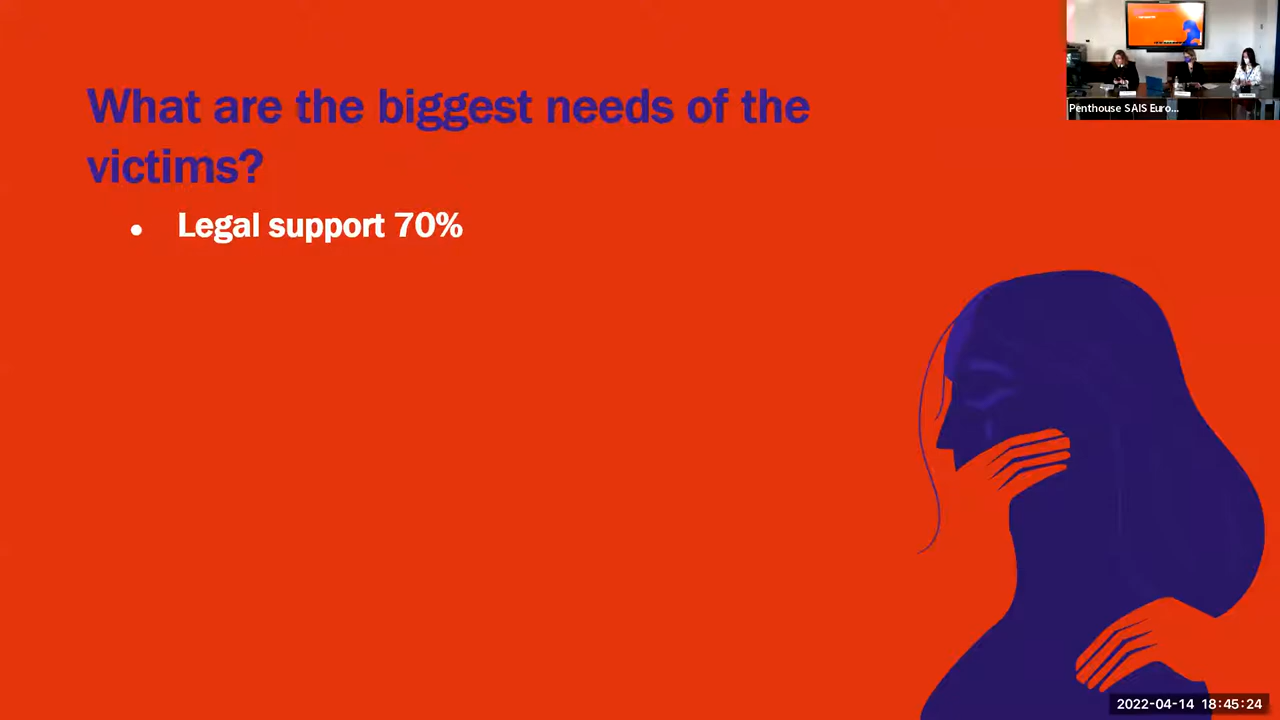 What are the biggest needs of the
victims?
• Legal support 70%
Penthouse SAIS Euro...
2022-04-14 18:45:24